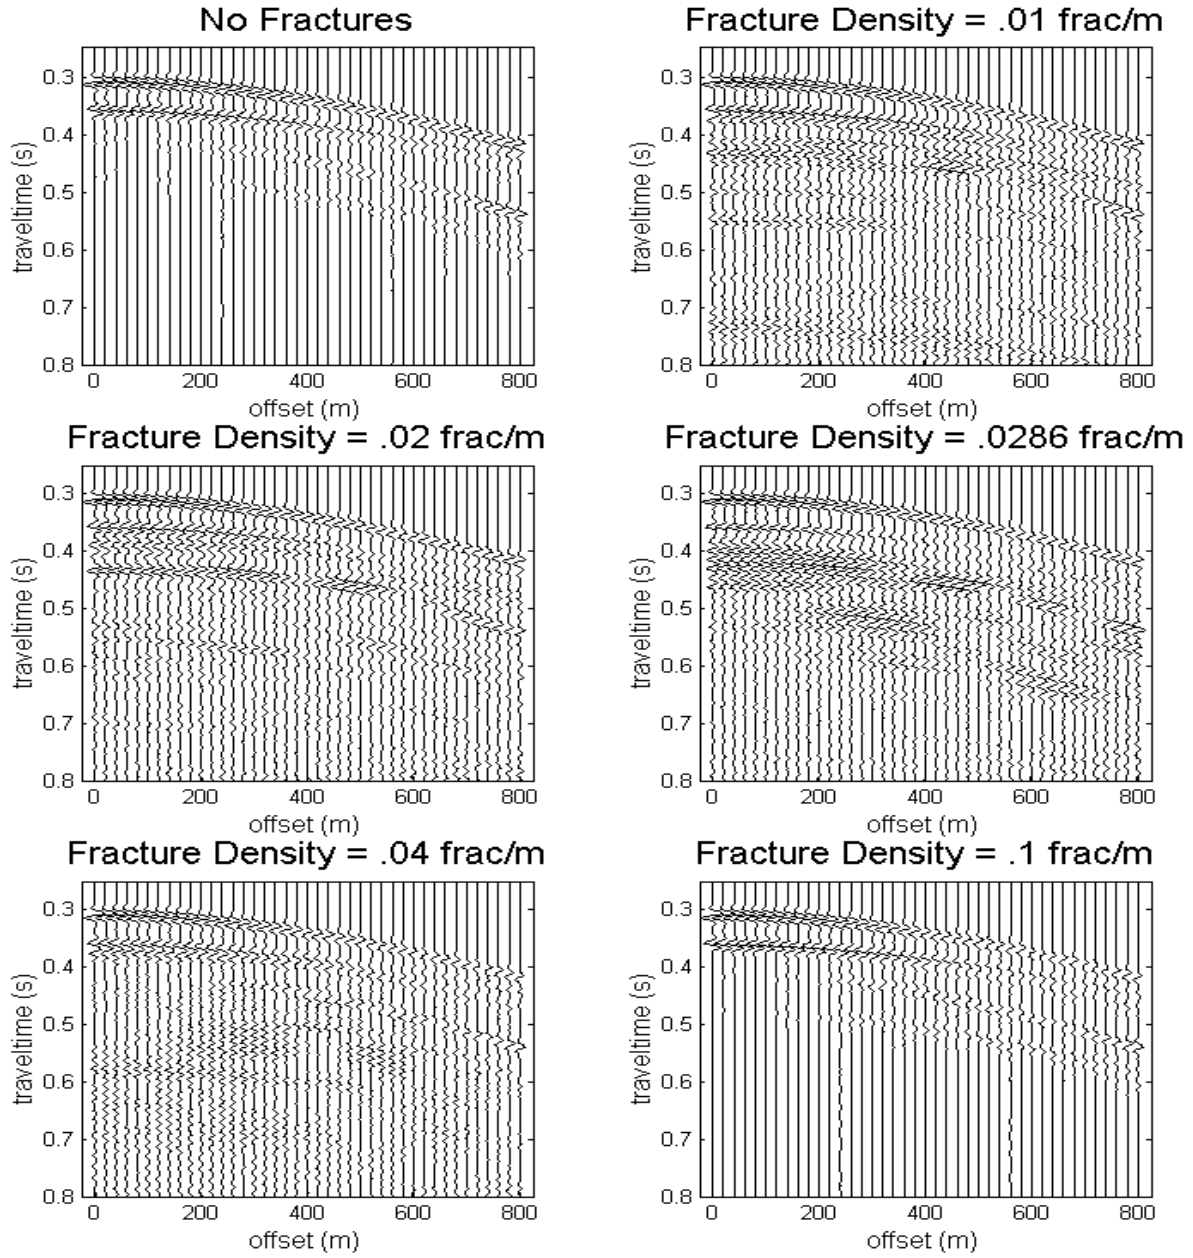 No Fractures
traveltime (s)
0.3
0.4
0.5
0.6
0.7
0.8
0 200 400 600 800
offset (m)
Fracture Density = .01 frac/m
traveltime (s)
0.3
0.4
0.5
0.6
0.7
0.8
0 200 400 600 800
offset (m)
Fracture Density = .02 frac/m
traveltime (s)
0.3
0.4
0.5
0.6
0.7
0.8
0 200 400 600 800
offset (m)
Fracture Density = .0286 frac/m
traveltime (s)
0.3
0.4
0.5
0.6
0.7
0.8
0 200 400 600 800
offset (m)
Fracture Density = .04 frac/m
traveltime (s)
0.3
0.4
0.5
0.6
0.7
0.8
0 200 400 600 800
offset (m)
Fracture Density = .1 frac/m
traveltime (s)
0.3
0.4
0.5
0.6
0.7
0.8
0 200 400 600 800
offset (m)